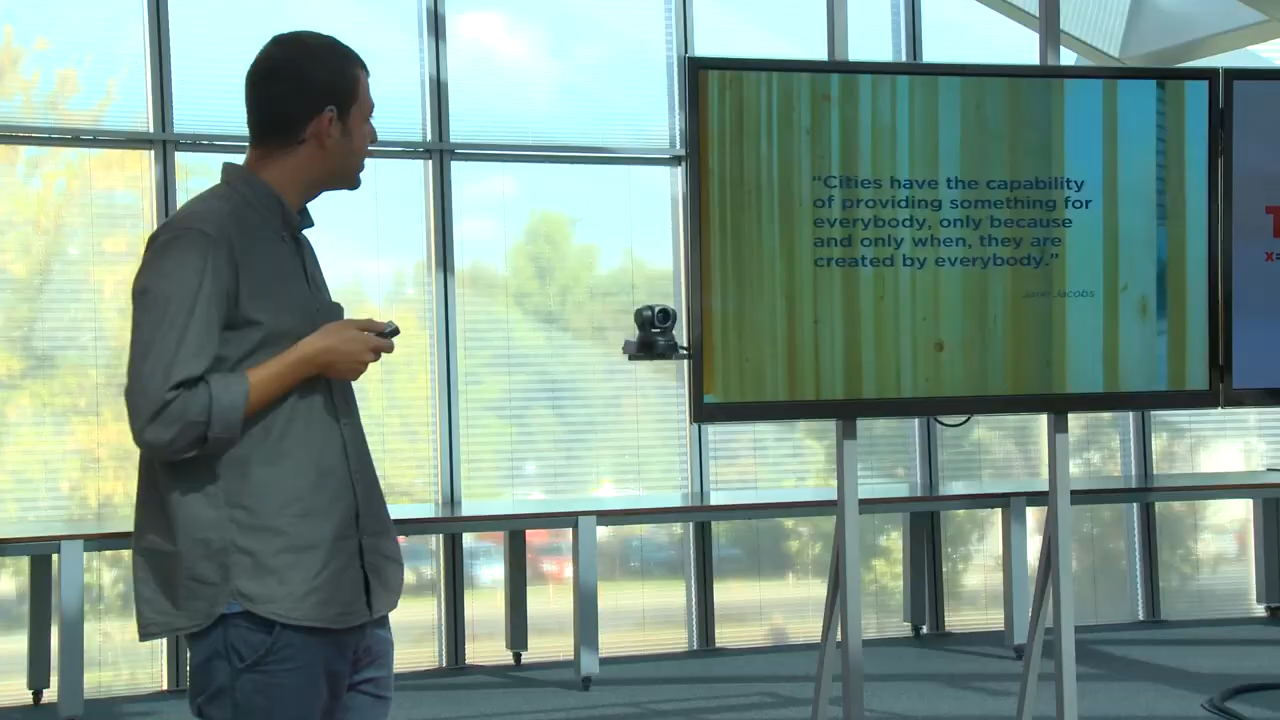 "Cities have the capability
of providing something for
everybody, only because
and only when, they are
created by everybody."
Jane Jacobs